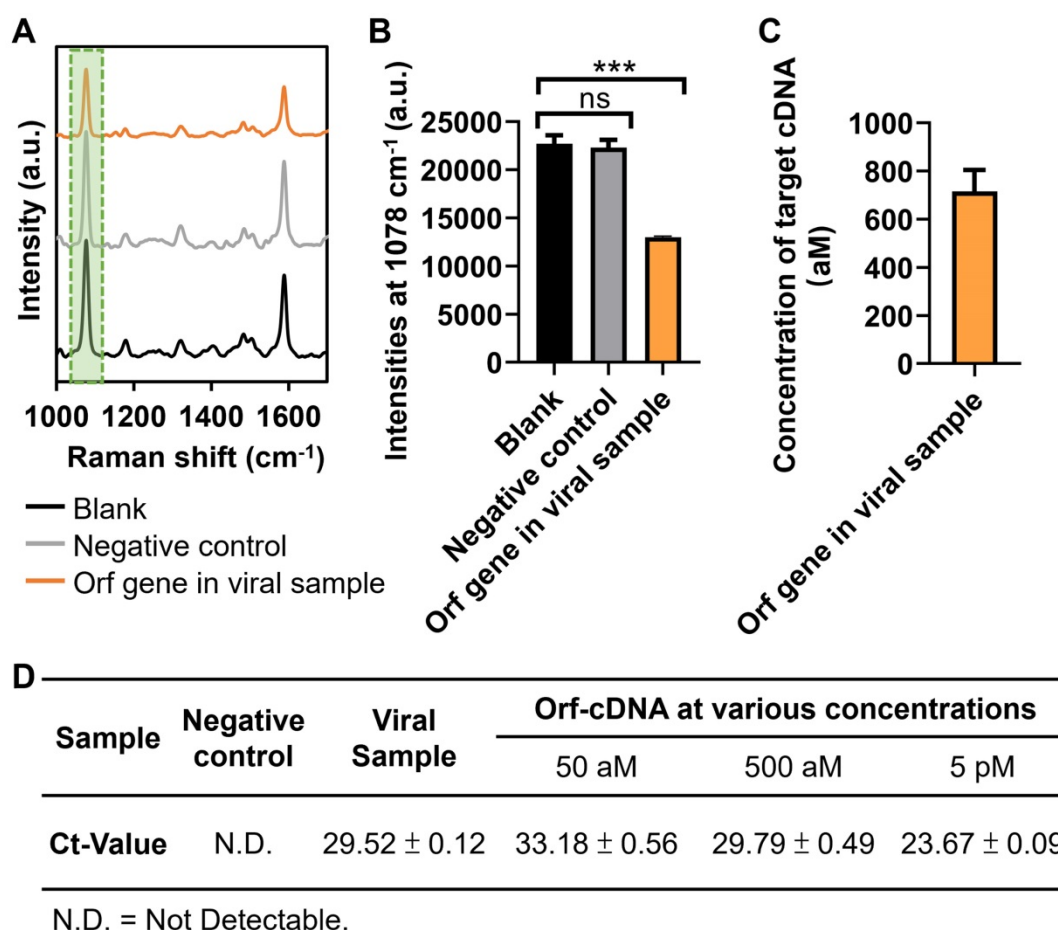 A
Intensity (a.u.)
1000 1200 1400 1600
Raman shift (cm⁻¹)
Blank
Negative control
Orf gene in viral sample
B
Intensities at 1078 cm⁻¹ (a.u.)
***
ns
25000
20000
15000
10000
5000
0
Blank
Negative control
Orf gene in viral sample
C
Concentration of target cDNA
(aM)
1000
800
600
400
200
0
Orf gene in viral sample
D
Sample Negative control Viral Sample Orf-cDNA at various concentrations
50 aM 500 aM 5 pM
Ct-Value N.D. 29.52 ± 0.12 33.18 ± 0.56 29.79 ± 0.49 23.67 ± 0.09
N.D. = Not Detectable.